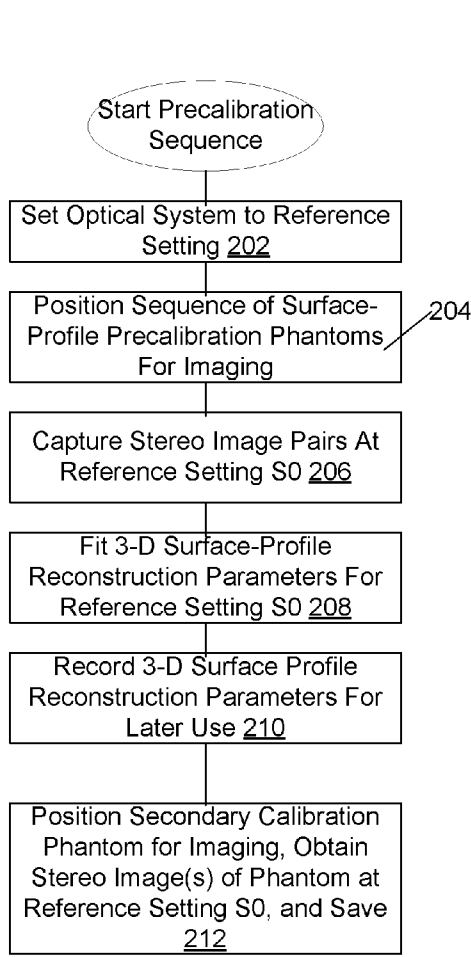 Start Precalibration
Sequence
Set Optical System to Reference
Setting 202
Position Sequence of Surface-
Profile Precalibration Phantoms
For Imaging
204
Capture Stereo Image Pairs At
Reference Setting S0 206
Fit 3-D Surface-Profile
Reconstruction Parameters For
Reference Setting S0 208
Record 3-D Surface Profile
Reconstruction Parameters For
Later Use 210
Position Secondary Calibration
Phantom for Imaging, Obtain
Stereo Image(s) of Phantom at
Reference Setting S0, and Save
212